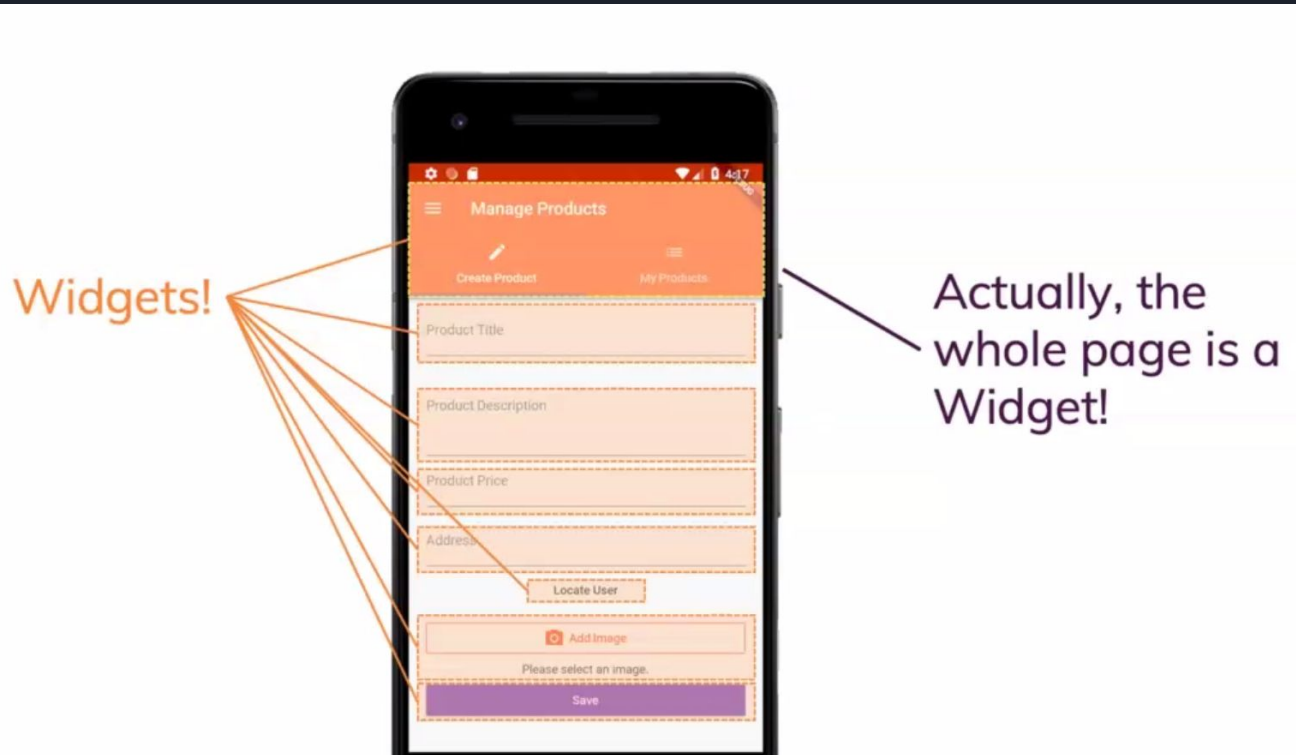 4:17
Manage Products
Create Product
My Products
Widgets!
Actually, the
whole page is a
Widget!
Product Title
Product Description
Product Price
Address
Locate User
Add Image
Please select an image.
Save